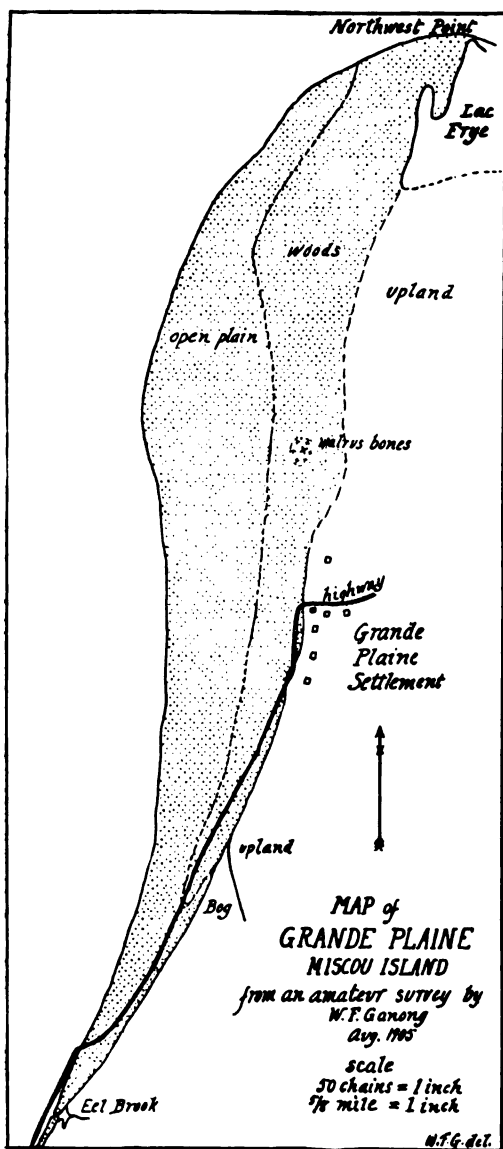 Northwest Point
Lac
Frye
woods
upland
open plain
walrus bones
highway
Grande
Plaine
Settlement
upland
Bog
MAP of
GRANDE PLAINE
MISCOU ISLAND
from an amateur survey by
W.F.Ganong
Aug. 1905
scale
50 chains = 1 inch
5/8 mile = 1 inch
Eel Brook
W.F.G. del.